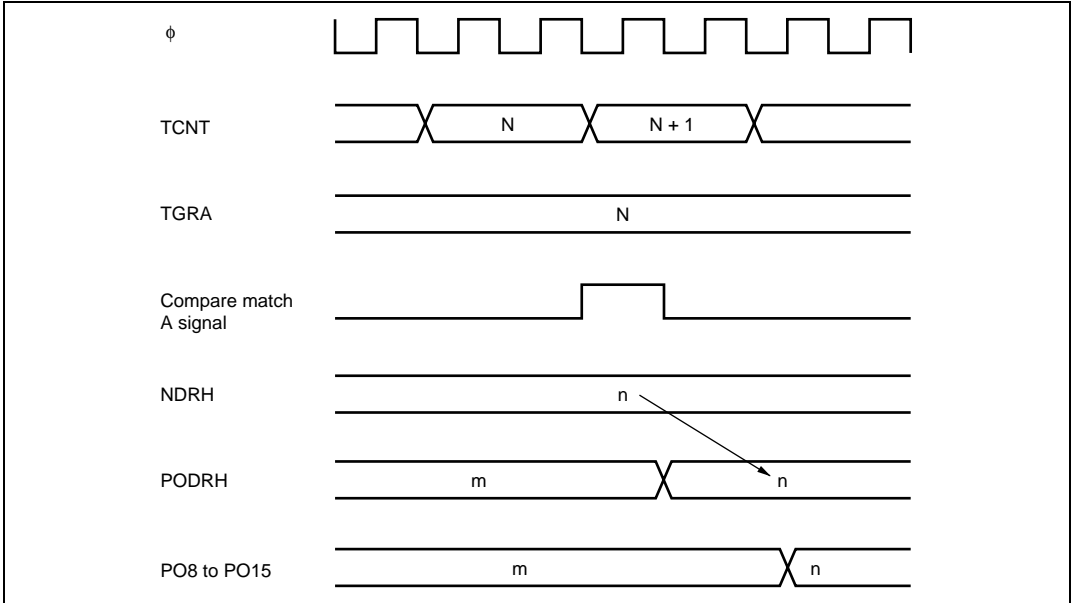 ϕ
TCNT
N
N + 1
TGRA
N
Compare match
A signal
NDRH
n
PODRH
m
n
PO8 to PO15
m
n